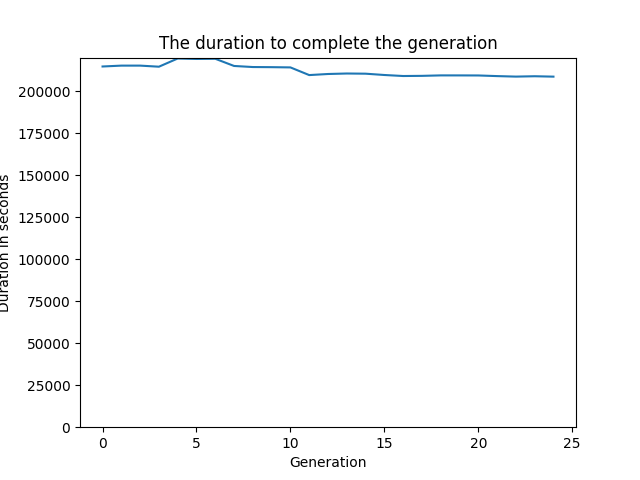 The duration to complete the generation
200000
175000
150000
125000
100000
75000
50000
25000
0
Duration in seconds
0 5 10 15 20 25
Generation